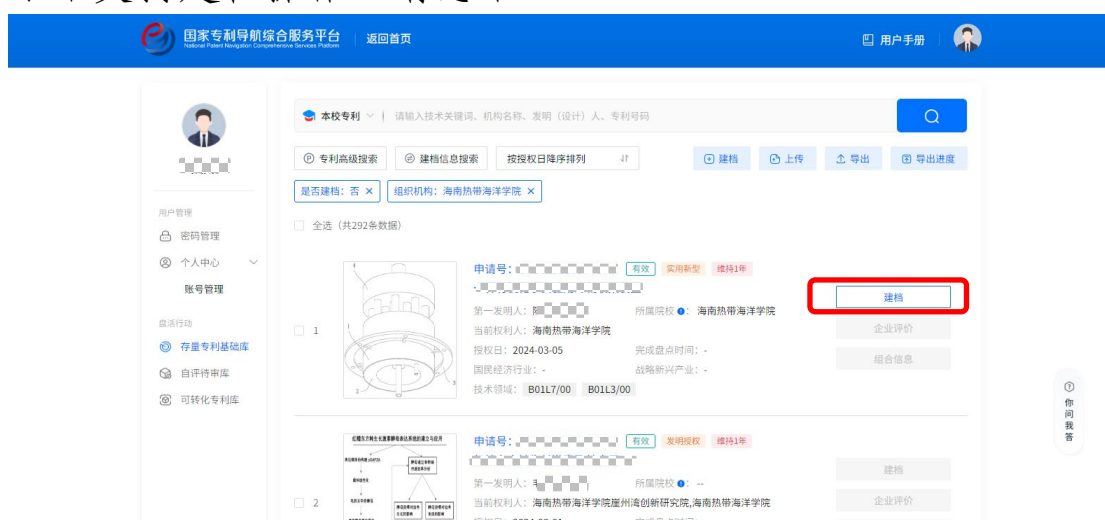 国家专利导航综合服务平台 返回首页 用户手册
National Patent Navigation Comprehensive Services Platform
本校专利 请输入技术关键词、机构名称、发明（设计）人、专利号码
专利高级搜索 建档信息搜索 按授权日降序排列 建档 上传 导出 导出进度
是否建档：否 × 组织机构：海南热带海洋学院 ×
用户管理
全选（共292条数据）
密码管理
个人中心
账号管理
盘活行动
存量专利基础库
自评待审库
可转化专利库
1
申请号： 有效 实用新型 维持1年
第一发明人： 所属院校： 海南热带海洋学院
当前权利人： 海南热带海洋学院
授权日： 2024-03-05 完成盘点时间： -
国民经济行业： - 战略新兴产业： -
技术领域： B01L7/00 B01L3/00
建档
企业评价
组合信息
你问我答
2
申请号： 有效 发明授权 维持1年
第一发明人： 所属院校： --
当前权利人： 海南热带海洋学院崖州湾创新研究院,海南热带海洋学院
建档
企业评价